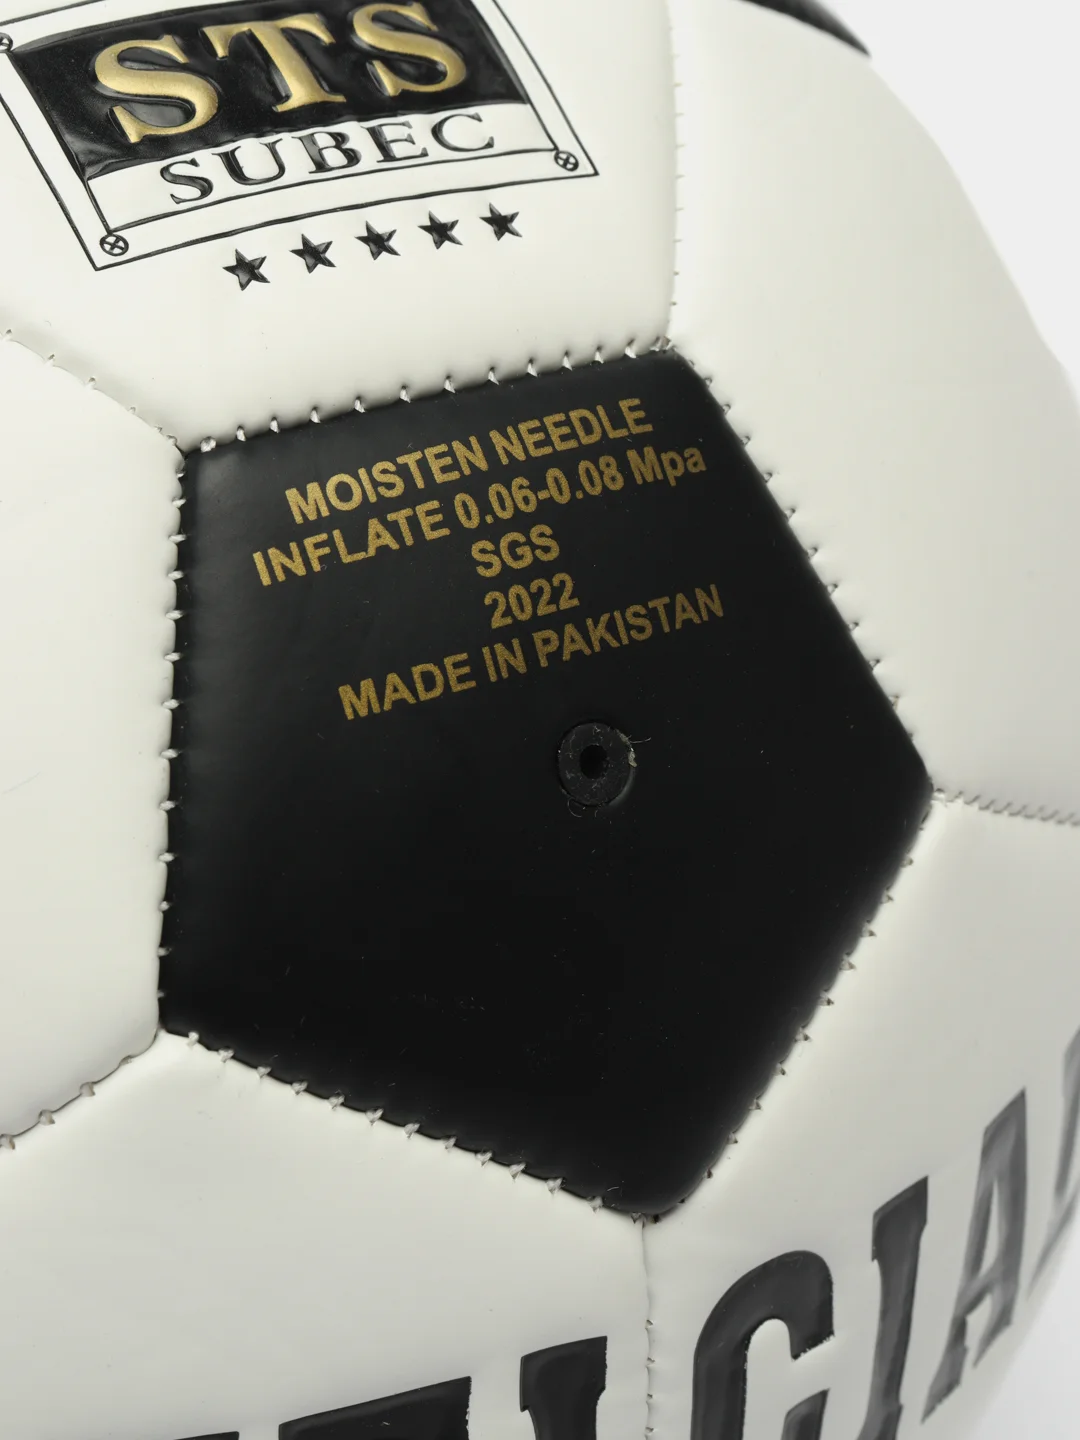 STS
SUBEC
MOISTEN NEEDLE
INFLATE 0.06-0.08 Mpa
SGS
2022
MADE IN PAKISTAN